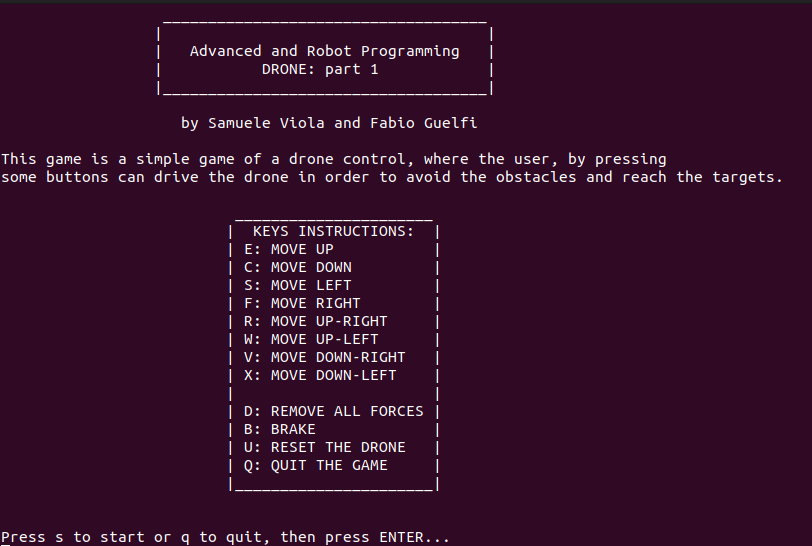 Advanced and Robot Programming
DRONE: part 1
by Samuele Viola and Fabio Guelfi
This game is a simple game of a drone control, where the user, by pressing
some buttons can drive the drone in order to avoid the obstacles and reach the targets.
KEYS INSTRUCTIONS:
E: MOVE UP
C: MOVE DOWN
S: MOVE LEFT
F: MOVE RIGHT
R: MOVE UP-RIGHT
W: MOVE UP-LEFT
V: MOVE DOWN-RIGHT
X: MOVE DOWN-LEFT
D: REMOVE ALL FORCES
B: BRAKE
U: RESET THE DRONE
Q: QUIT THE GAME
Press s to start or q to quit, then press ENTER...